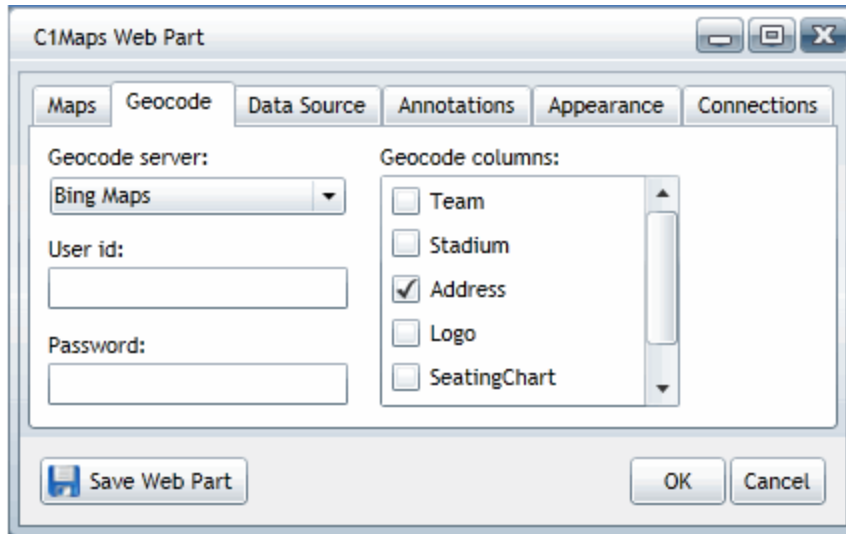 C1Maps Web Part
Maps Geocode Data Source Annotations Appearance Connections
Geocode server:
Bing Maps
User id:
Password:
Geocode columns:
Team
Stadium
Address
Logo
SeatingChart
Save Web Part
OK Cancel